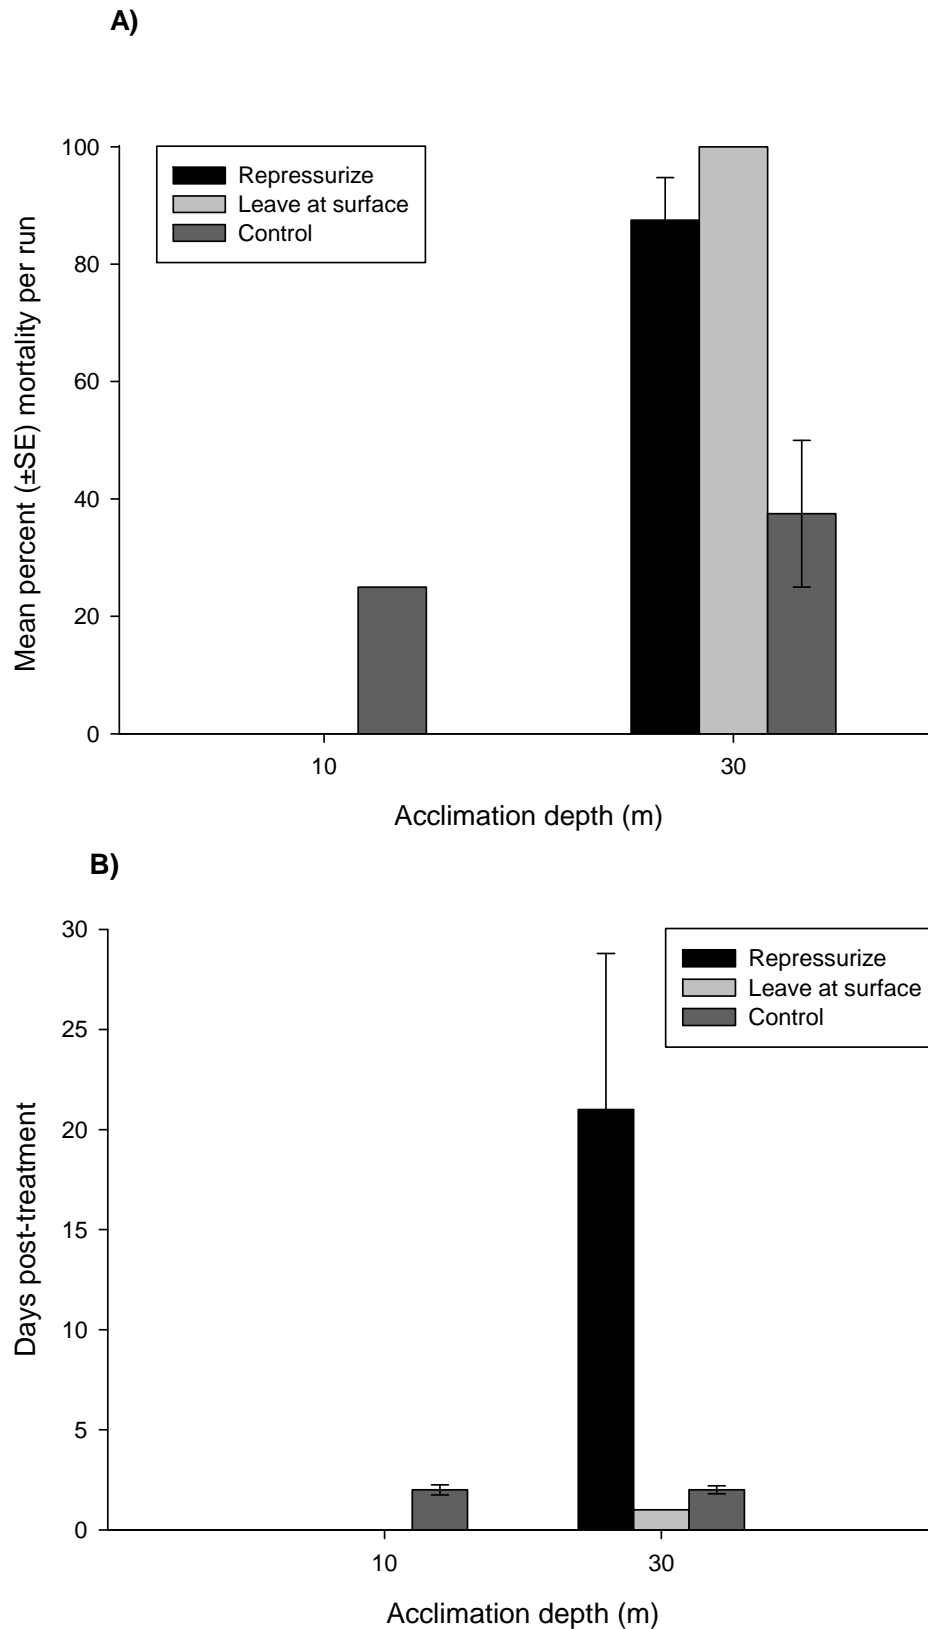 A)
Mean percent (±SE) mortality per run
100
80
60
40
20
0
Repressurize
Leave at surface
Control
10
30
Acclimation depth (m)
B)
Days post-treatment
30
25
20
15
10
5
0
Repressurize
Leave at surface
Control
10
30
Acclimation depth (m)